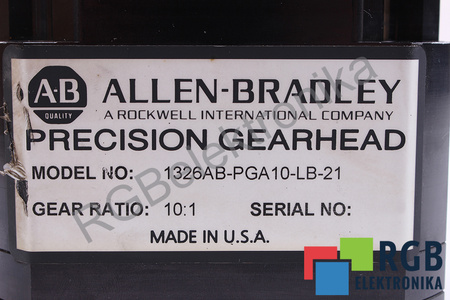 A·B
QUALITY
ALLEN-BRADLEY
A ROCKWELL INTERNATIONAL COMPANY
PRECISION GEARHEAD
MODEL NO: 1326AB-PGA10-LB-21
GEAR RATIO: 10:1 SERIAL NO:
MADE IN U.S.A.
RGBelektronika
RGB
ELEKTRONIKA